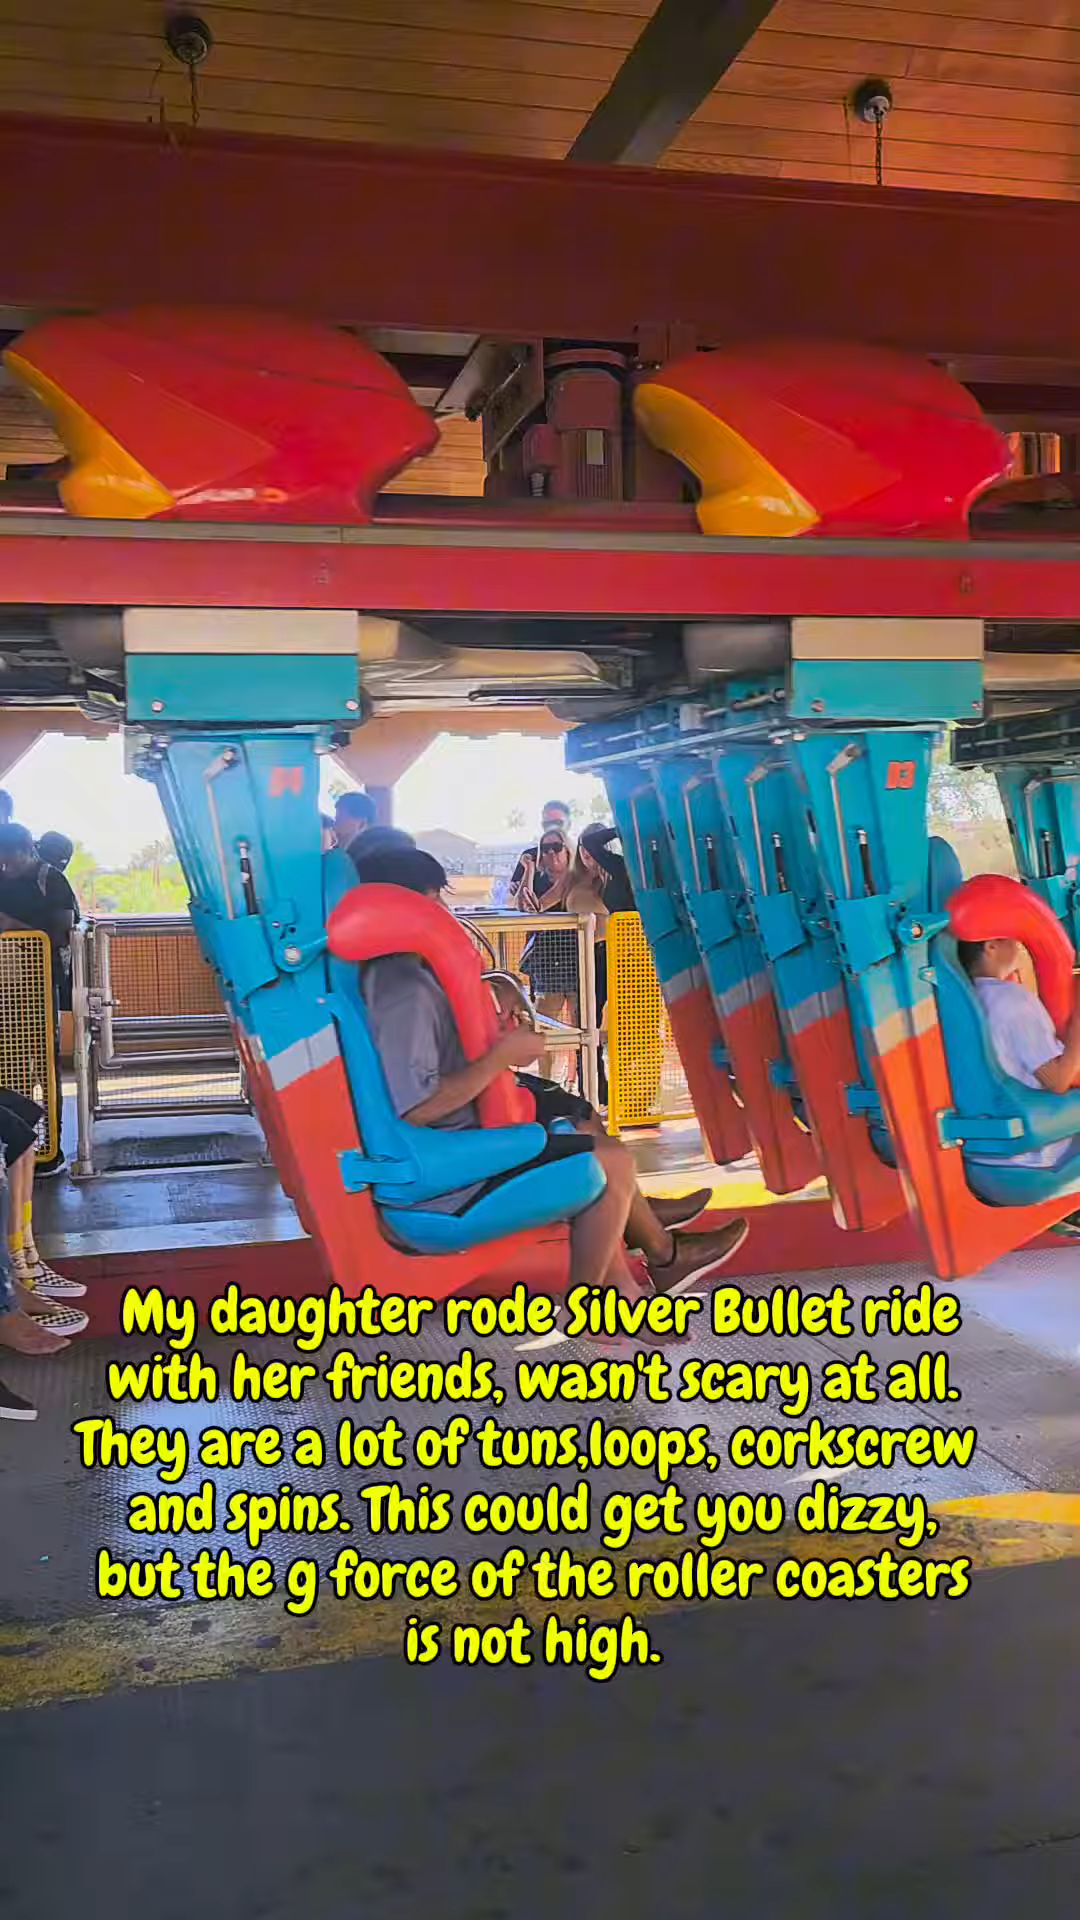 My daughter rode Silver Bullet ride
with her friends, wasn't scary at all.
They are a lot of tuns,loops, corkscrew
and spins. This could get you dizzy,
but the g force of the roller coasters
is not high.